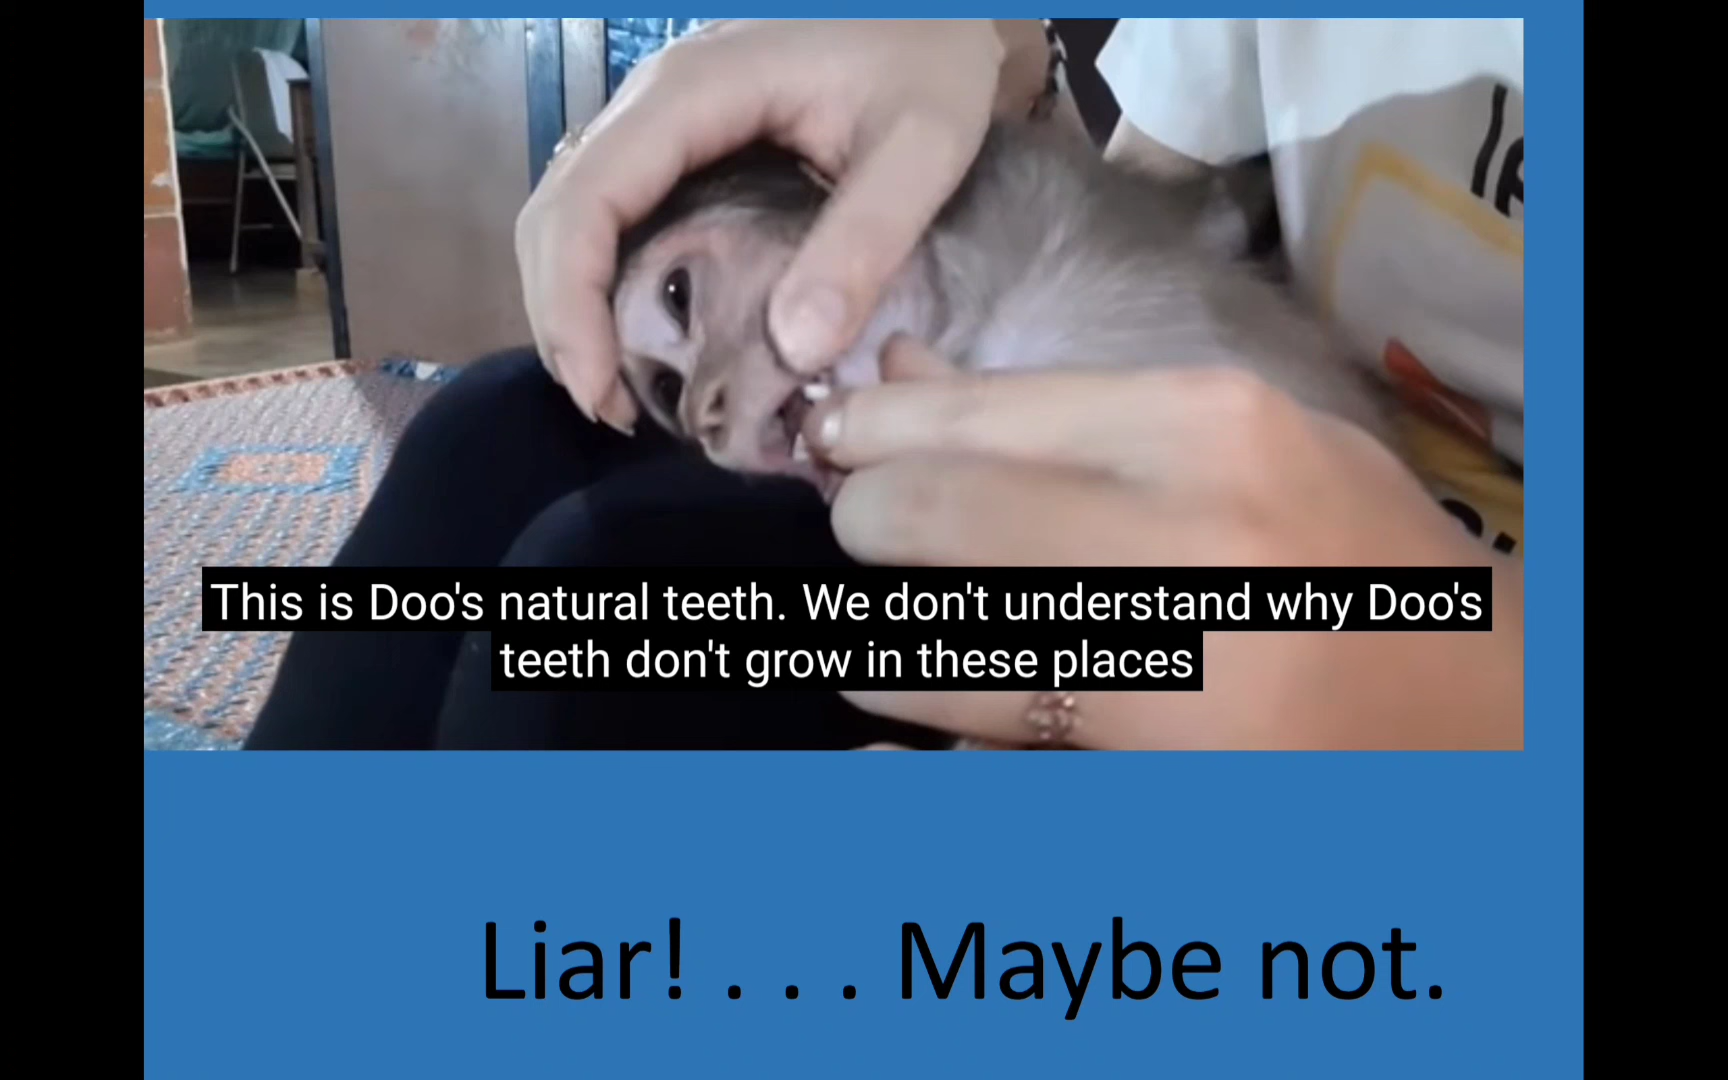 This is Doo's natural teeth. We don't understand why Doo's
teeth don't grow in these places
Liar! . . . Maybe not.